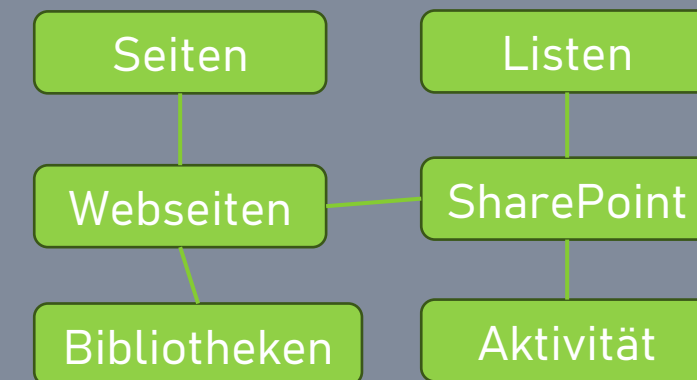 Seiten
Listen
Webseiten
SharePoint
Bibliotheken
Aktivität